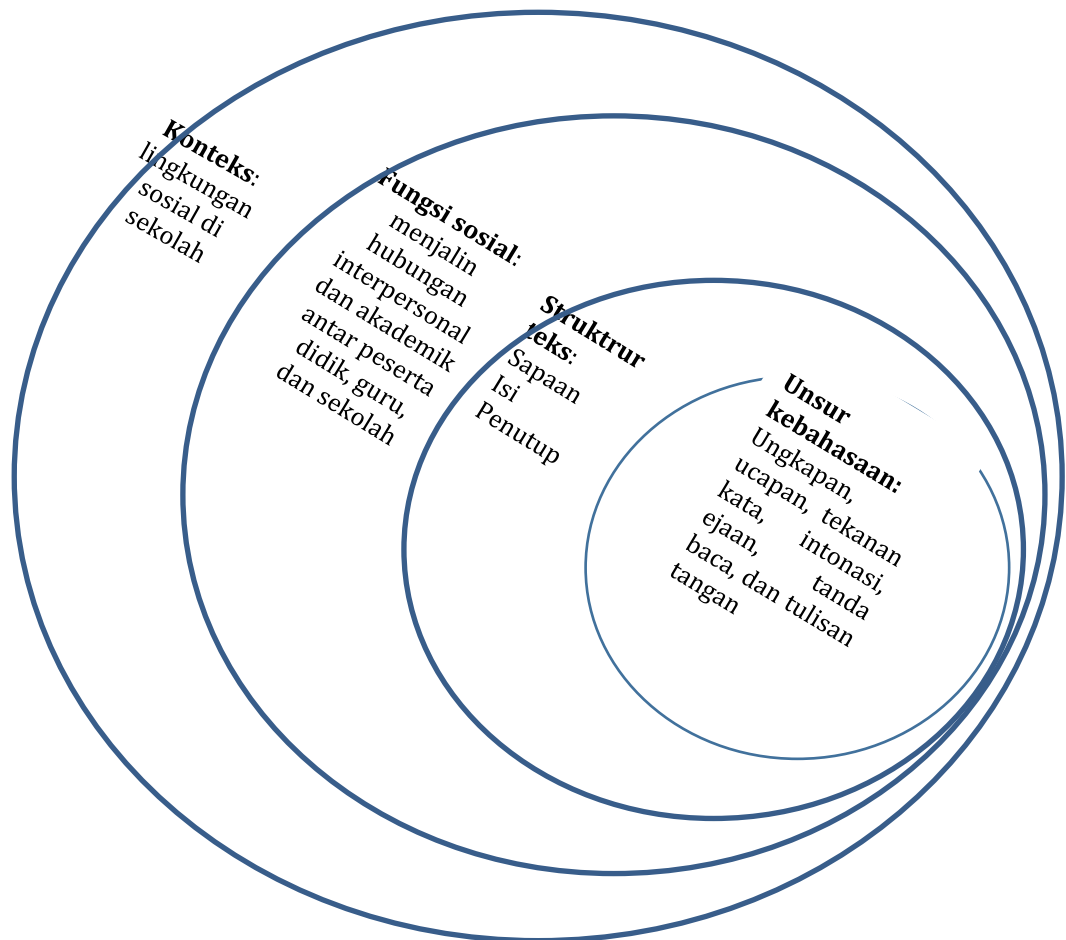 Konteks:
lingkungan
sosial di
sekolah
Fungsi sosial:
menjalin
hubungan
interpersonal
dan akademik
antar peserta
didik, guru,
dan sekolah
Struktrur
teks:
Sapaan
Isi
Penutup
Unsur
kebahasaan:
Ungkapan,
ucapan, tekanan
kata, intonasi,
ejaan, tanda
baca, dan tulisan
tangan